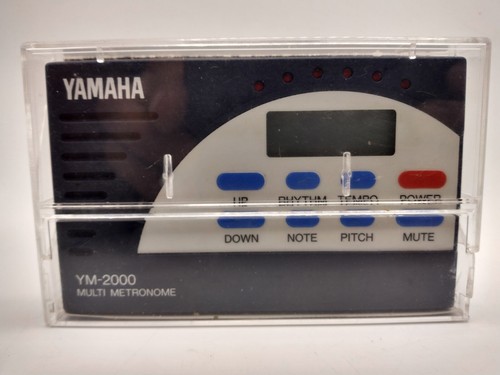 YAMAHA
UP RHYTHM TEMPO POWER
DOWN NOTE PITCH MUTE
YM-2000
MULTI METRONOME